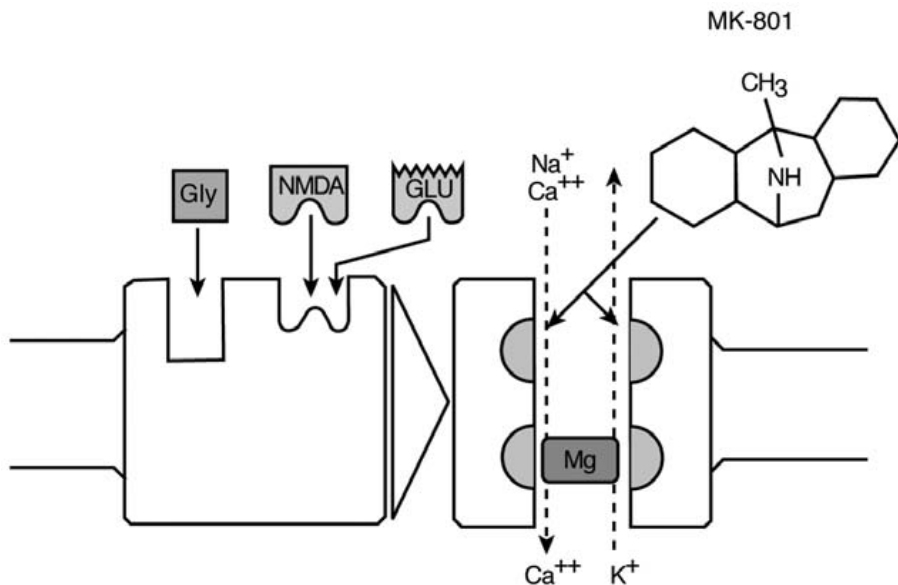 MK-801
CH₃
NH
Na⁺
Ca⁺⁺
Gly
NMDA
GLU
Mg
Ca⁺⁺
K⁺